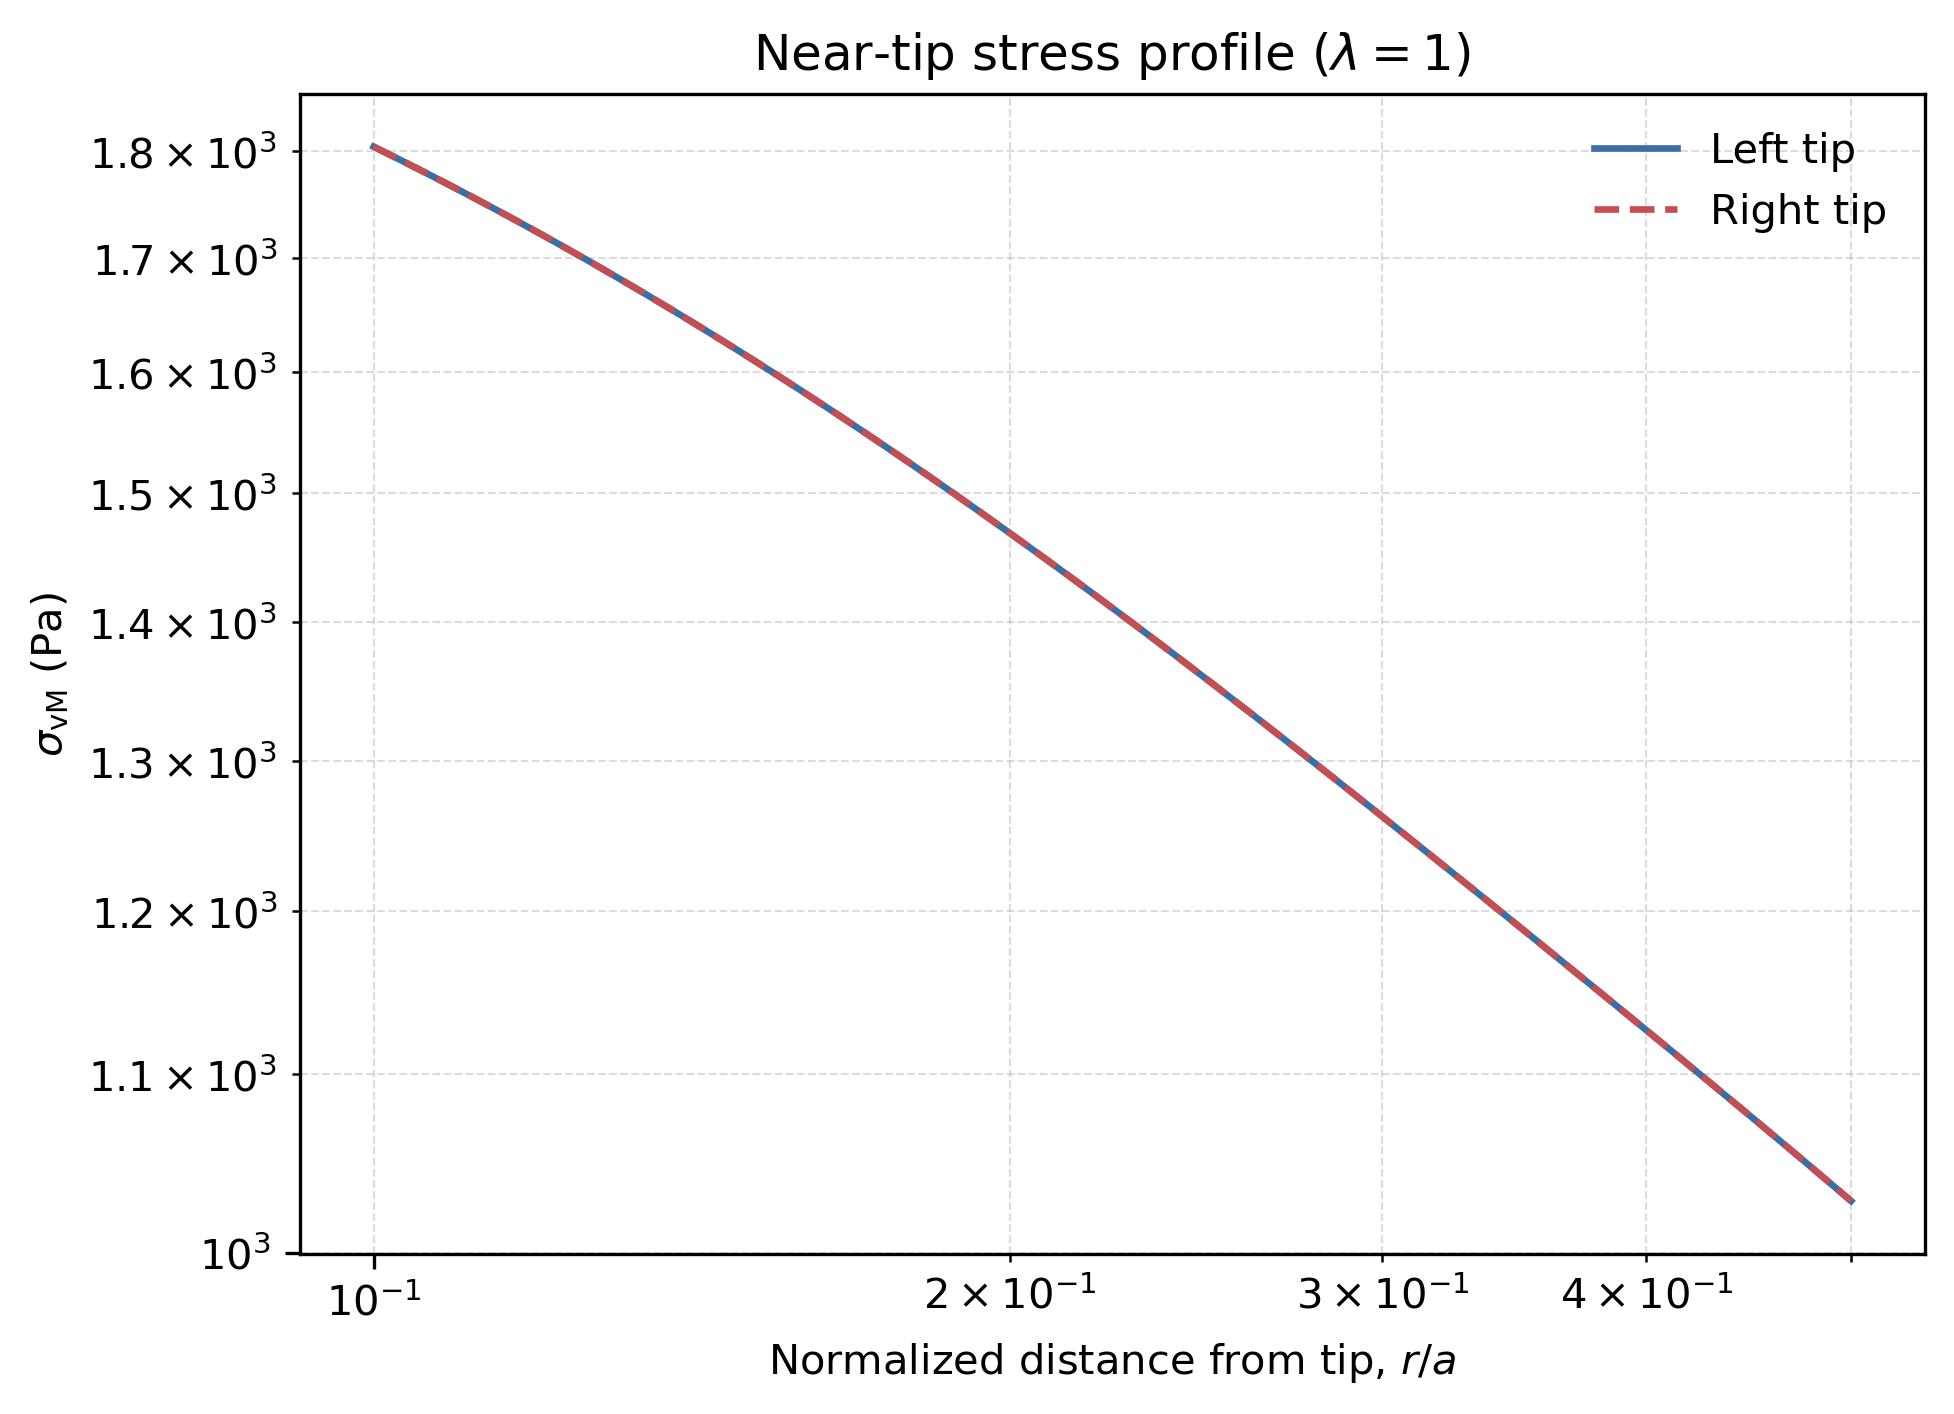 Near-tip stress profile (λ = 1)
1.8 × 10³
1.7 × 10³
1.6 × 10³
1.5 × 10³
1.4 × 10³
1.3 × 10³
1.2 × 10³
1.1 × 10³
10³
σvM (Pa)
Left tip
Right tip
10⁻¹
2 × 10⁻¹
3 × 10⁻¹
4 × 10⁻¹
Normalized distance from tip, r/a